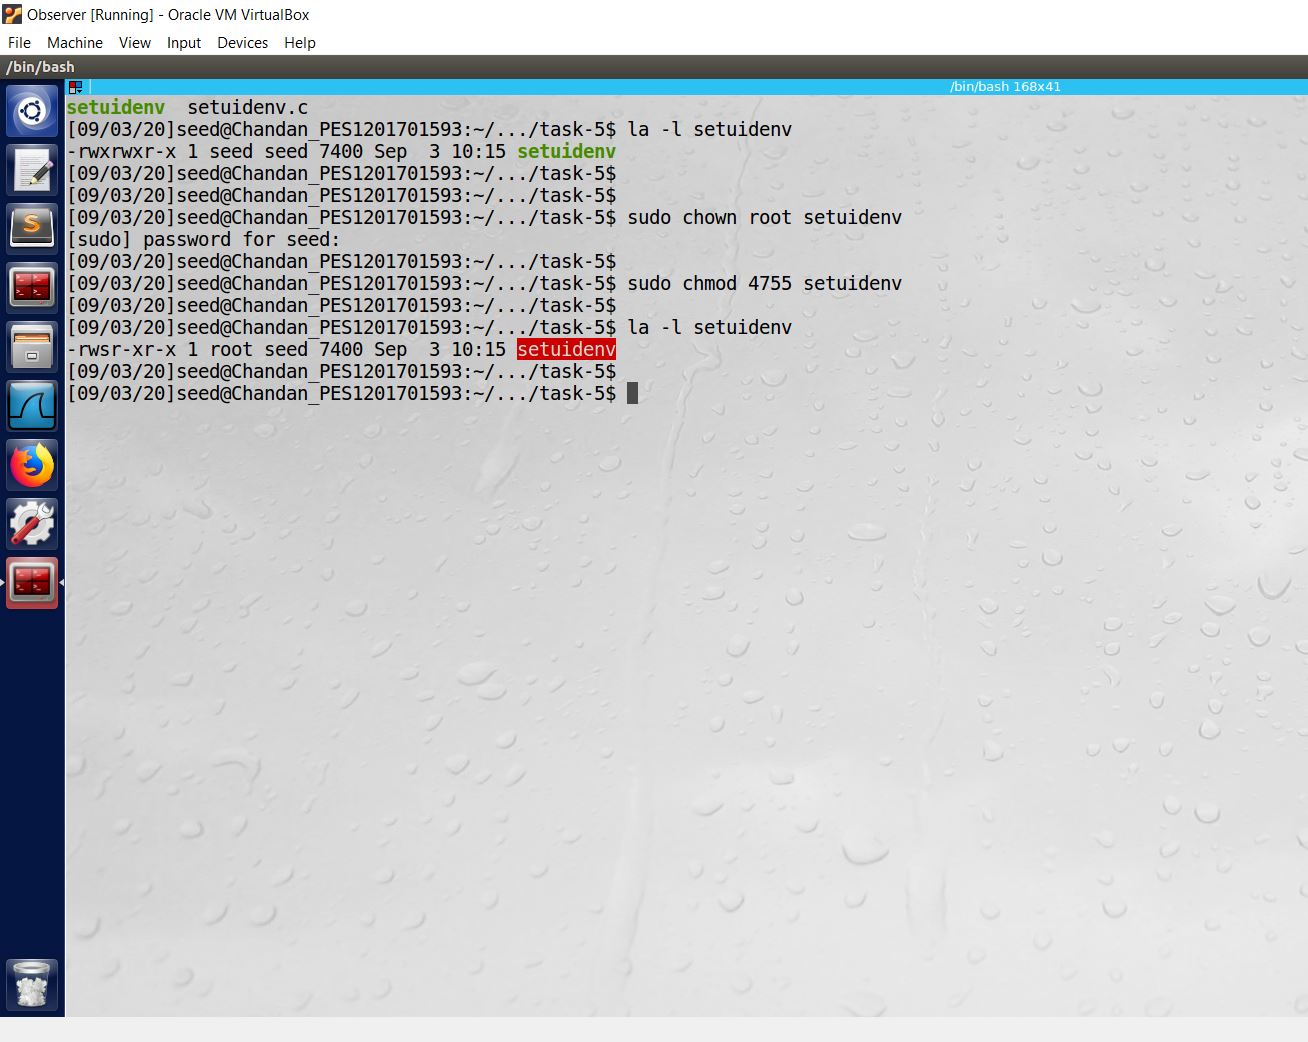 Observer [Running] - Oracle VM VirtualBox
File Machine View Input Devices Help
/bin/bash
/bin/bash 168x41
setuidenv  setuidenv.c
[09/03/20]seed@Chandan_PES1201701593:~/.../task-5$ la -l setuidenv
-rwxrwxr-x 1 seed seed 7400 Sep  3 10:15 setuidenv
[09/03/20]seed@Chandan_PES1201701593:~/.../task-5$
[09/03/20]seed@Chandan_PES1201701593:~/.../task-5$
[09/03/20]seed@Chandan_PES1201701593:~/.../task-5$ sudo chown root setuidenv
[sudo] password for seed:
[09/03/20]seed@Chandan_PES1201701593:~/.../task-5$
[09/03/20]seed@Chandan_PES1201701593:~/.../task-5$ sudo chmod 4755 setuidenv
[09/03/20]seed@Chandan_PES1201701593:~/.../task-5$
[09/03/20]seed@Chandan_PES1201701593:~/.../task-5$ la -l setuidenv
-rwsr-xr-x 1 root seed 7400 Sep  3 10:15 setuidenv
[09/03/20]seed@Chandan_PES1201701593:~/.../task-5$
[09/03/20]seed@Chandan_PES1201701593:~/.../task-5$